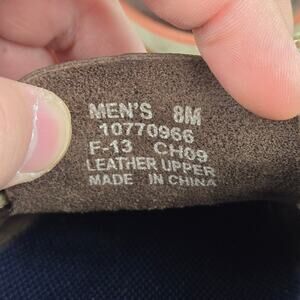 MEN'S 8M
10770966
F-13 CH09
LEATHER UPPER
MADE IN CHINA